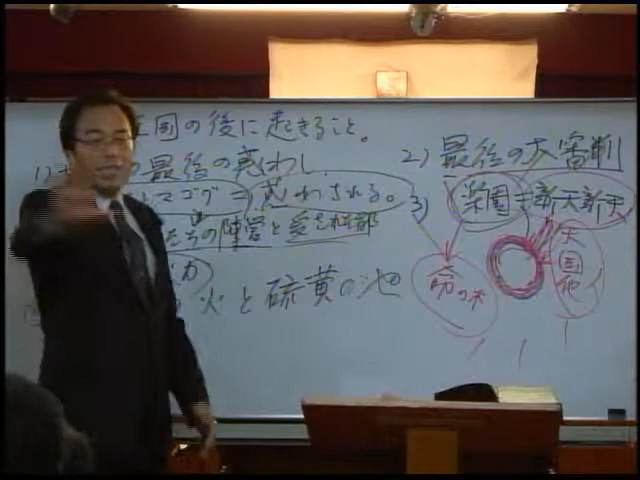 王国の後に起きること。
1) 最後の惑わし
マゴグ＝惑わされる。
たちの陣営と愛される都
火と硫黄の池
2) 最後の大審判
3) 楽園＝新天新地
命の木
天国